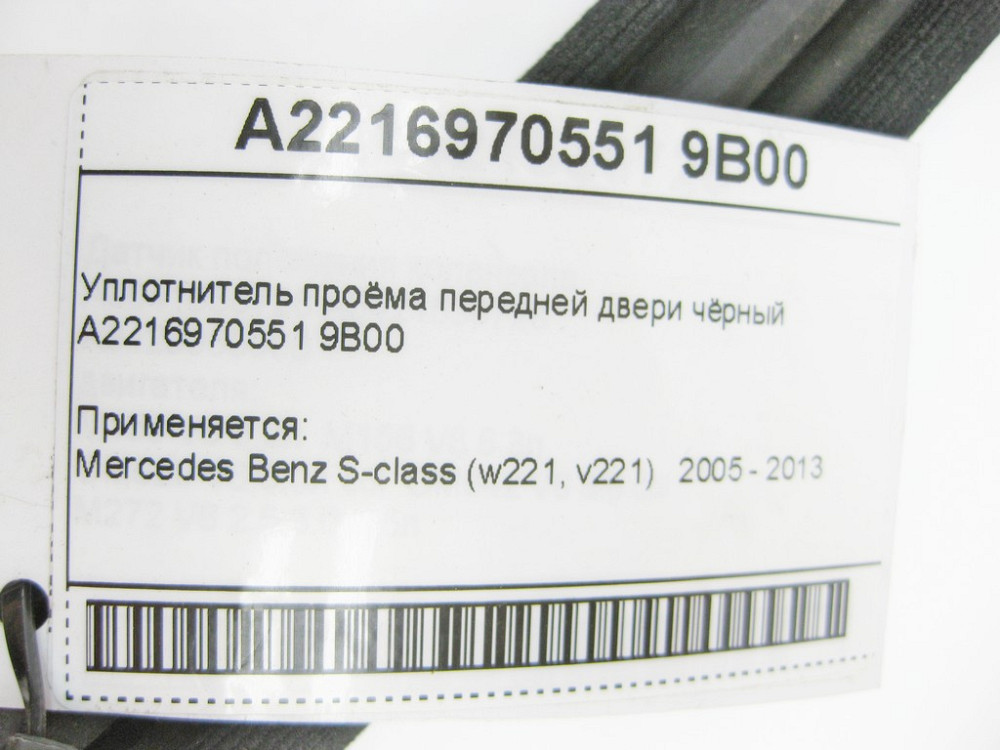 A2216970551 9B00
Уплотнитель проёма передней двери чёрный
A2216970551 9B00
Применяется:
Mercedes Benz S-class (w221, v221) 2005 - 2013